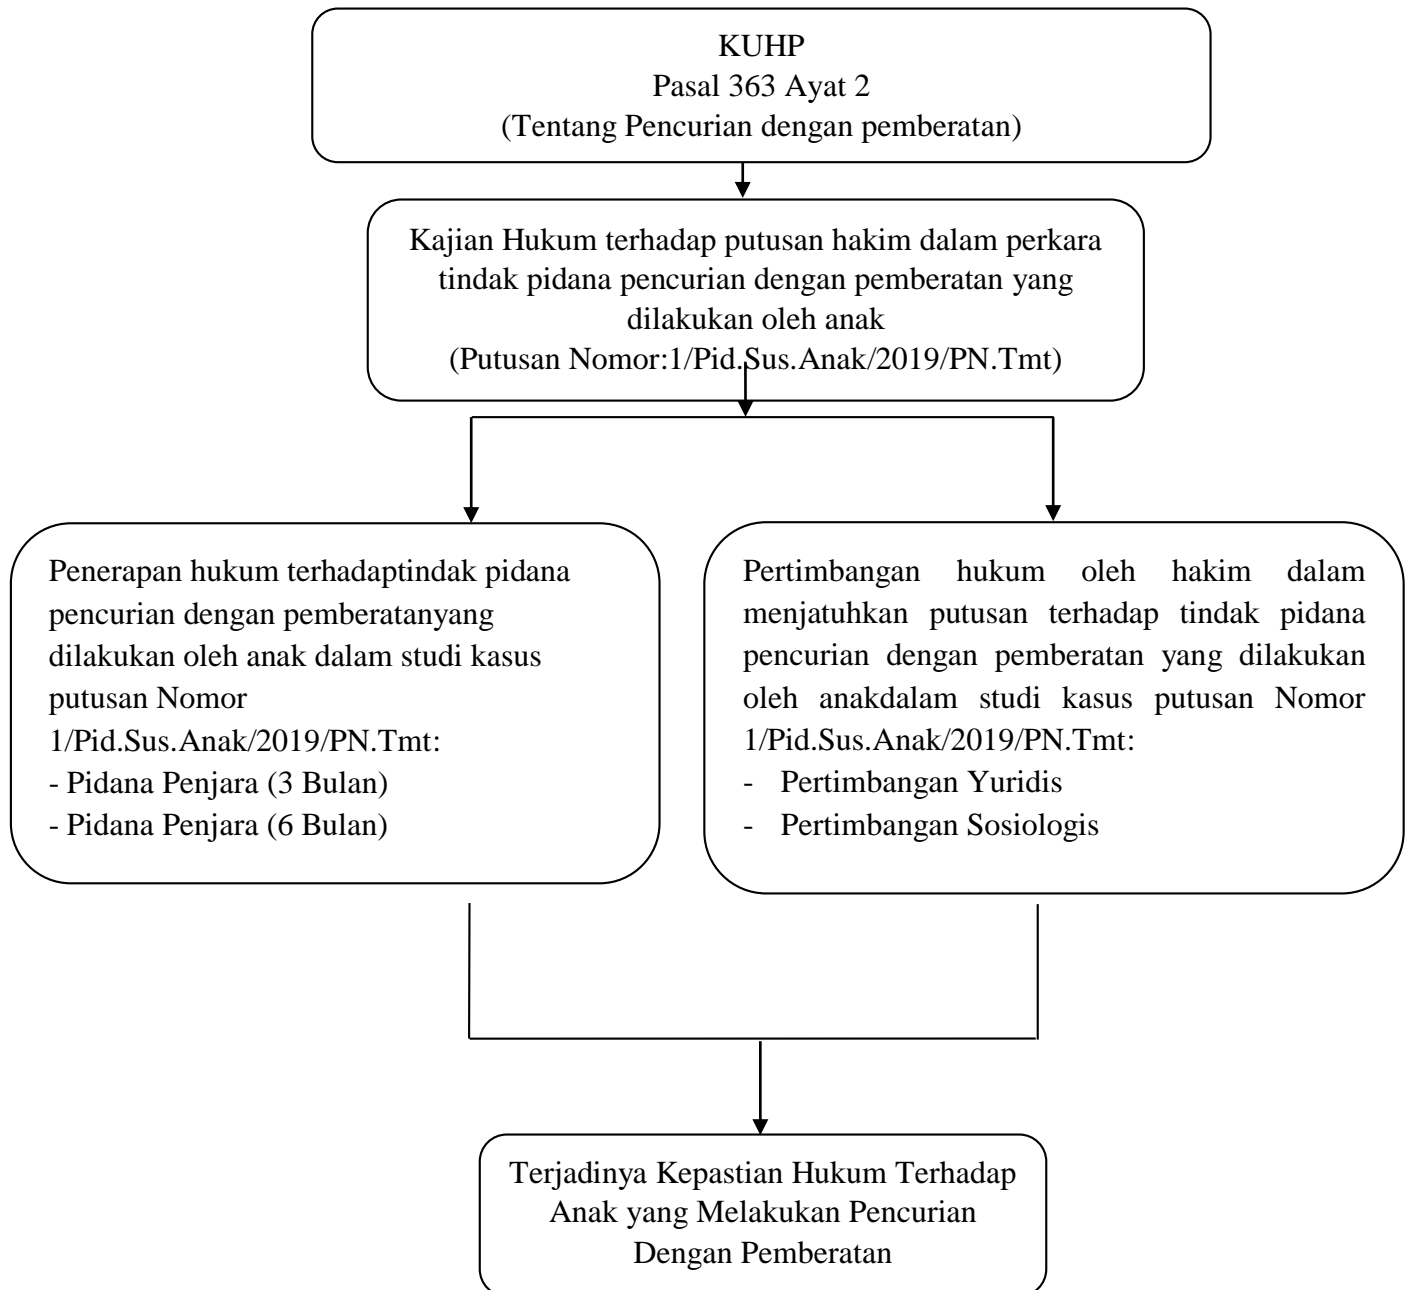 KUHP
Pasal 363 Ayat 2
(Tentang Pencurian dengan pemberatan)
Kajian Hukum terhadap putusan hakim dalam perkara
tindak pidana pencurian dengan pemberatan yang
dilakukan oleh anak
(Putusan Nomor:1/Pid.Sus.Anak/2019/PN.Tmt)
Penerapan hukum terhadaptindak pidana
pencurian dengan pemberatanyang
dilakukan oleh anak dalam studi kasus
putusan Nomor
1/Pid.Sus.Anak/2019/PN.Tmt:
- Pidana Penjara (3 Bulan)
- Pidana Penjara (6 Bulan)
Pertimbangan hukum oleh hakim dalam
menjatuhkan putusan terhadap tindak pidana
pencurian dengan pemberatan yang dilakukan
oleh anakdalam studi kasus putusan Nomor
1/Pid.Sus.Anak/2019/PN.Tmt:
- Pertimbangan Yuridis
- Pertimbangan Sosiologis
Terjadinya Kepastian Hukum Terhadap
Anak yang Melakukan Pencurian
Dengan Pemberatan